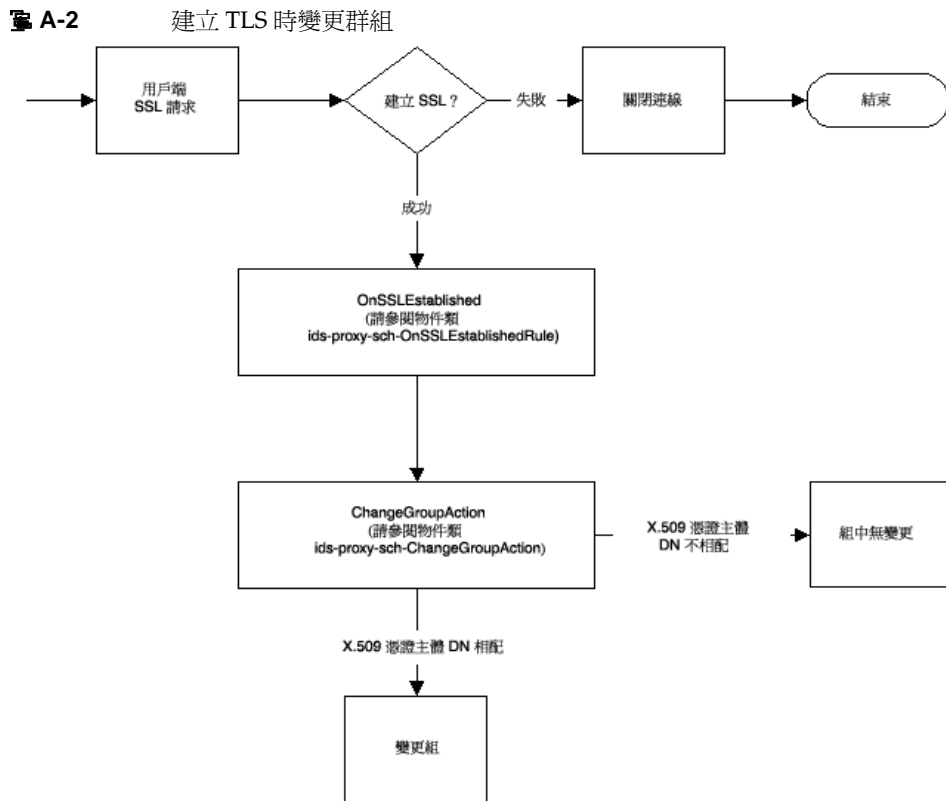 圖 A-2 建立 TLS 時變更群組
用戶端
SSL 請求
建立 SSL？
失敗
關閉連線
結束
成功
OnSSLEstablished
(請參閱物件類
ids-proxy-sch-OnSSLEstablishedRule)
ChangeGroupAction
(請參閱物件類
ids-proxy-sch-ChangeGroupAction)
X.509 憑證主體
DN 不相配
組中無變更
X.509 憑證主體 DN 相配
變更組